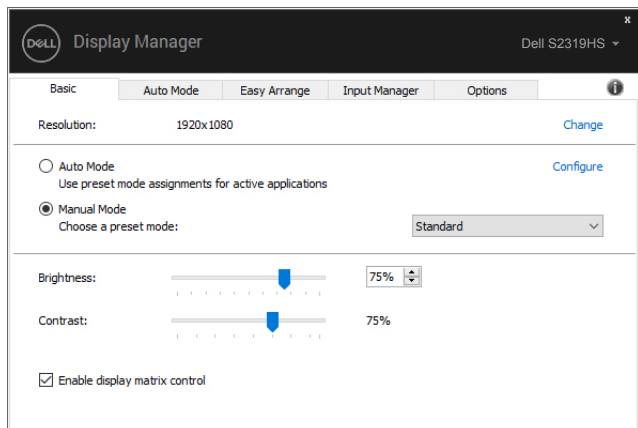 x
DELL Display Manager Dell S2319HS
Basic Auto Mode Easy Arrange Input Manager Options i
Resolution: 1920x1080 Change
Auto Mode Configure
Use preset mode assignments for active applications
Manual Mode
Choose a preset mode: Standard
Brightness: 75%
Contrast: 75%
Enable display matrix control